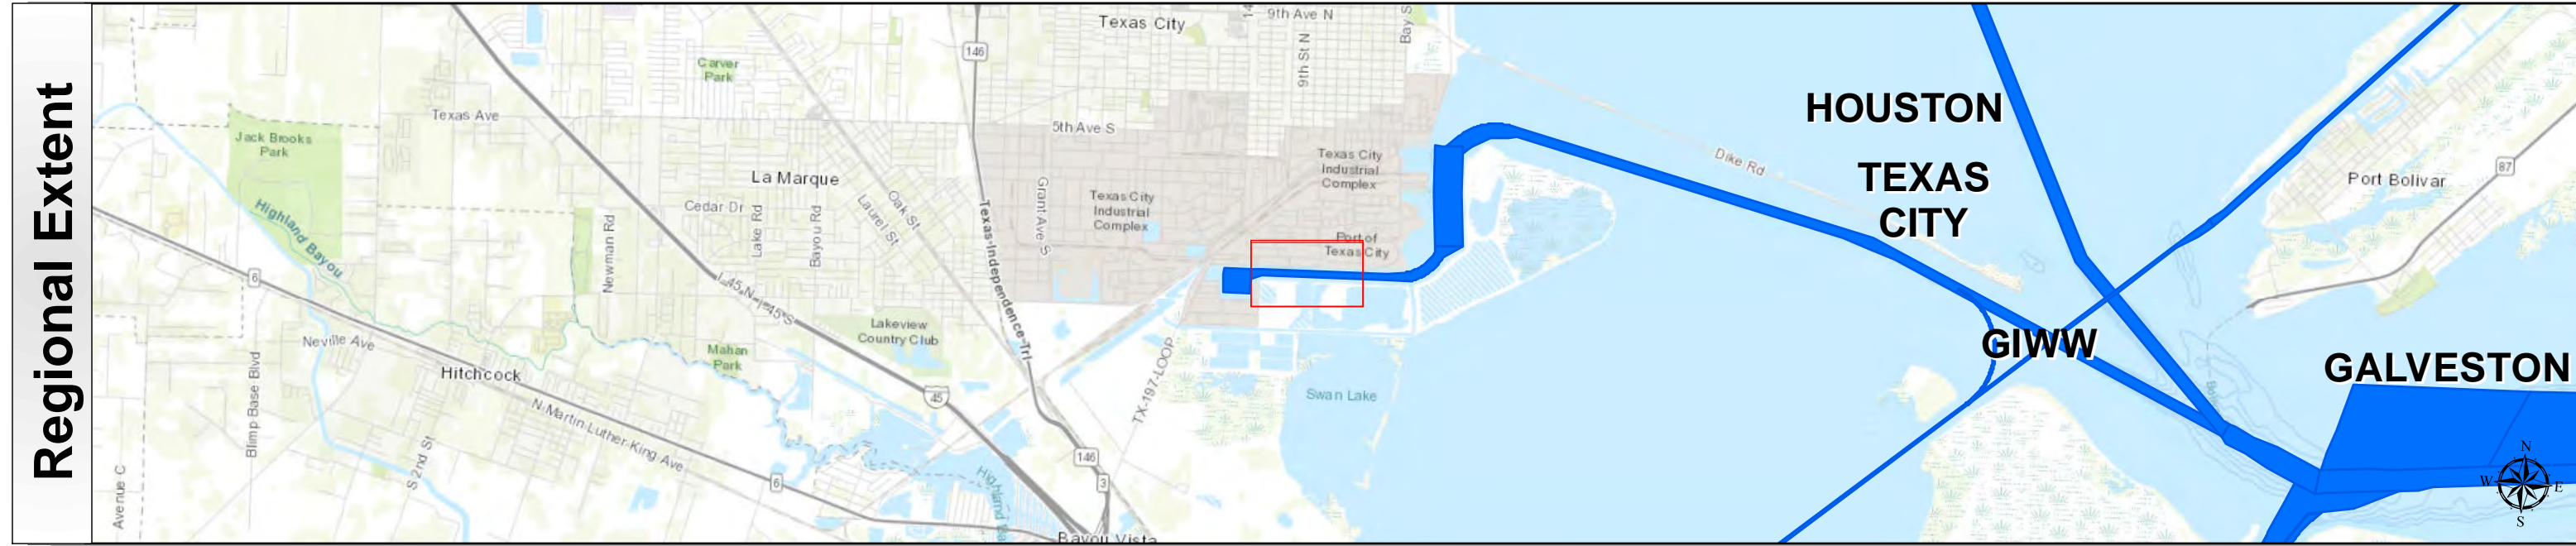 Regional Extent
Texas City
14
9th Ave N
Bay S
9th St N
146
Carver
Park
Texas Ave
5th Ave S
Jack Brooks
Park
Highland Bayou
La Marque
Cedar Dr
Lake Rd
Bayou Rd
Oak St
Laurel St
Newman Rd
Grant Ave S
Texas-Independence-Trl
Texas City
Industrial
Complex
Texas City
Industrial
Complex
Port of
Texas City
I-45-N-I-45-S
6
Neville Ave
Lakeview
Country Club
Mahan
Park
Hitchcock
Blimp Base Blvd
N Martin Luther King Ave
S 2nd St
Avenue C
45
6
146
3
TX-197-LOOP
Swan Lake
Bayou Vista
Dike Rd
HOUSTON
TEXAS
CITY
GIWW
GALVESTON
Port Bolivar
87
N
W
E
S